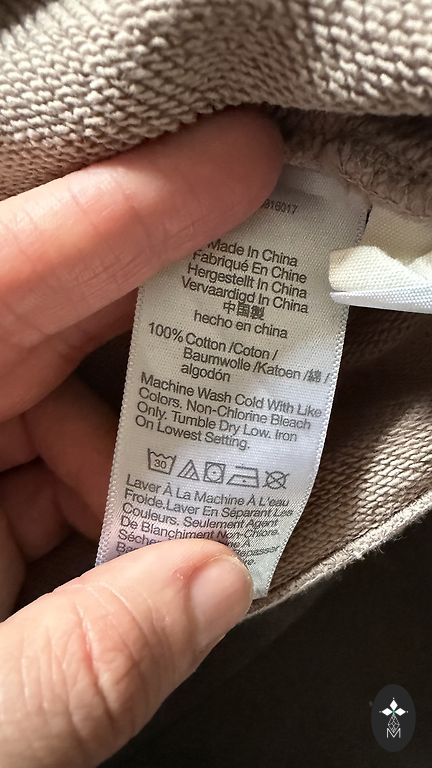 816017
Made In China
Fabriqué En Chine
Hergestellt In China
Vervaardigd In China
中国製
hecho en china
100% Cotton /Coton /
Baumwolle /Katoen /綿 /
algodón
Machine Wash Cold With Like
Colors. Non-Chlorine Bleach
Only. Tumble Dry Low. Iron
On Lowest Setting.
30
Laver À La Machine À L'eau
Froide.Laver En Séparant Les
Couleurs. Seulement Agent
De Blanchiment Non-Chlore.
M